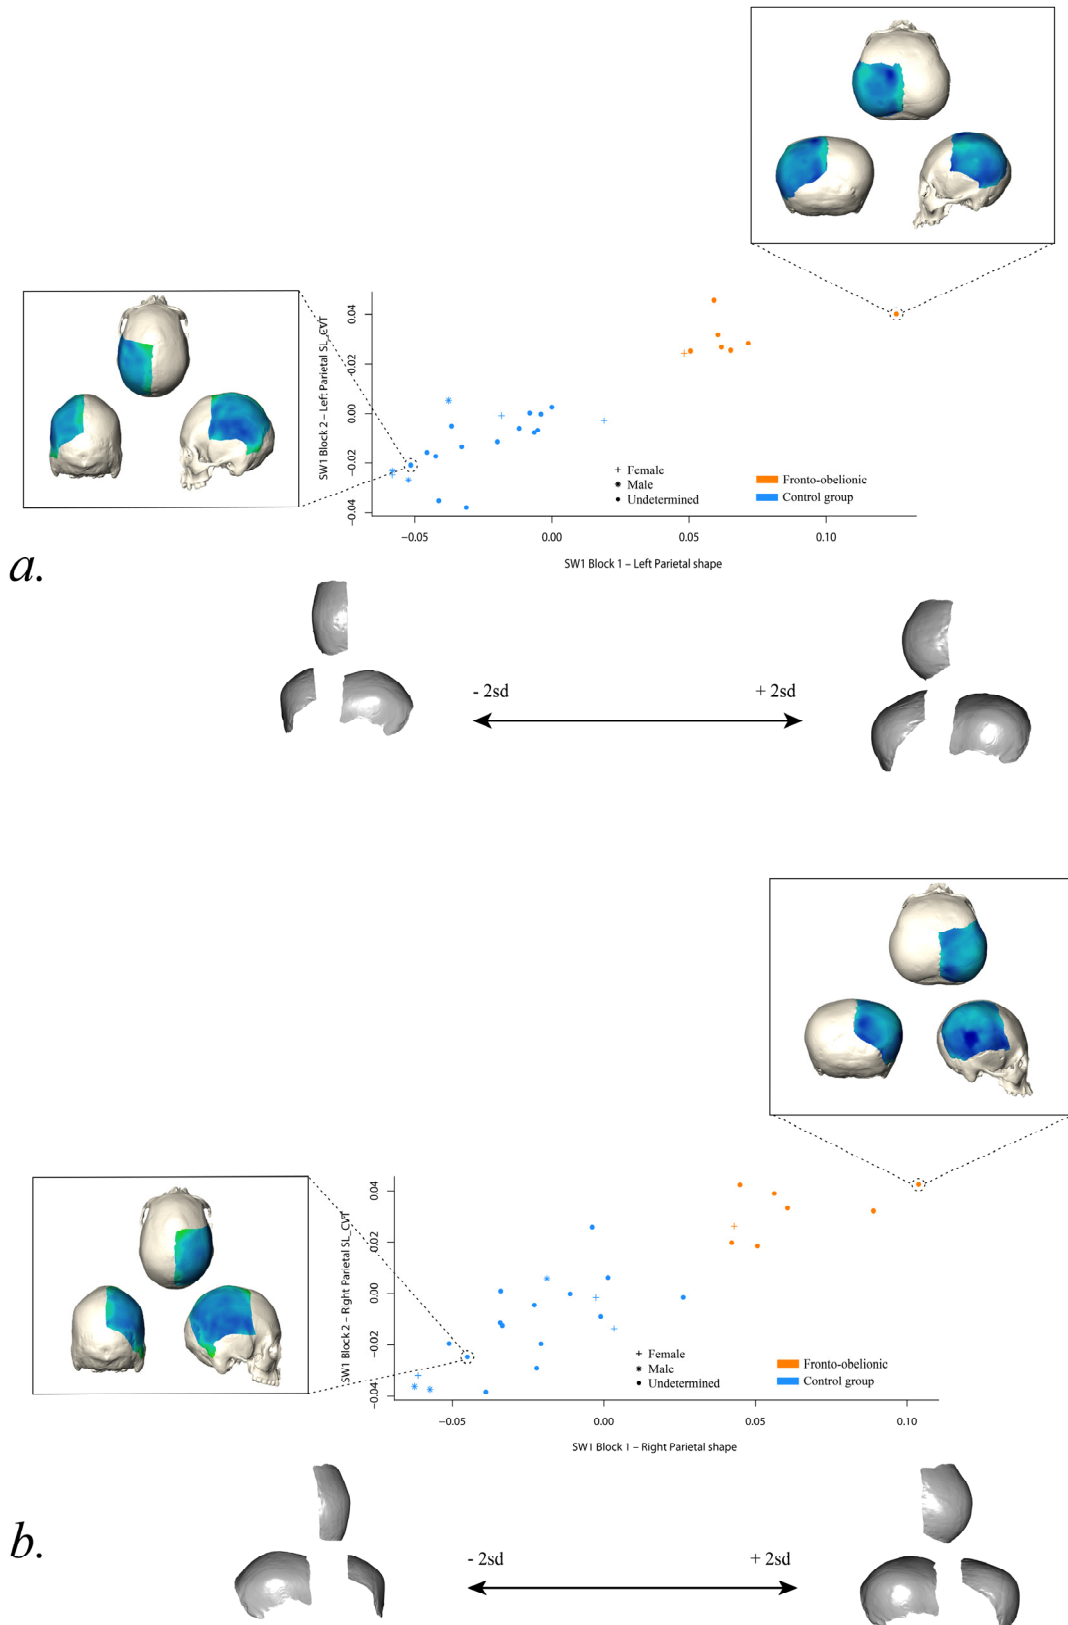 SW1 Block 2 – Left Parietal SL_CVT
0.04
-0.02
0.00
-0.02
-0.04
+ Female
* Male
• Undetermined
Fronto-obelionic
Control group
−0.05
0.00
0.05
0.10
SW1 Block 1 – Left Parietal shape
a.
- 2sd
+ 2sd
SW1 Block 2 – Right Parietal SL_CVT
0.04
0.02
0.00
-0.02
-0.04
+ Female
* Male
• Undetermined
Fronto-obelionic
Control group
−0.05
0.00
0.05
0.10
SW1 Block 1 – Right Parietal shape
b.
- 2sd
+ 2sd